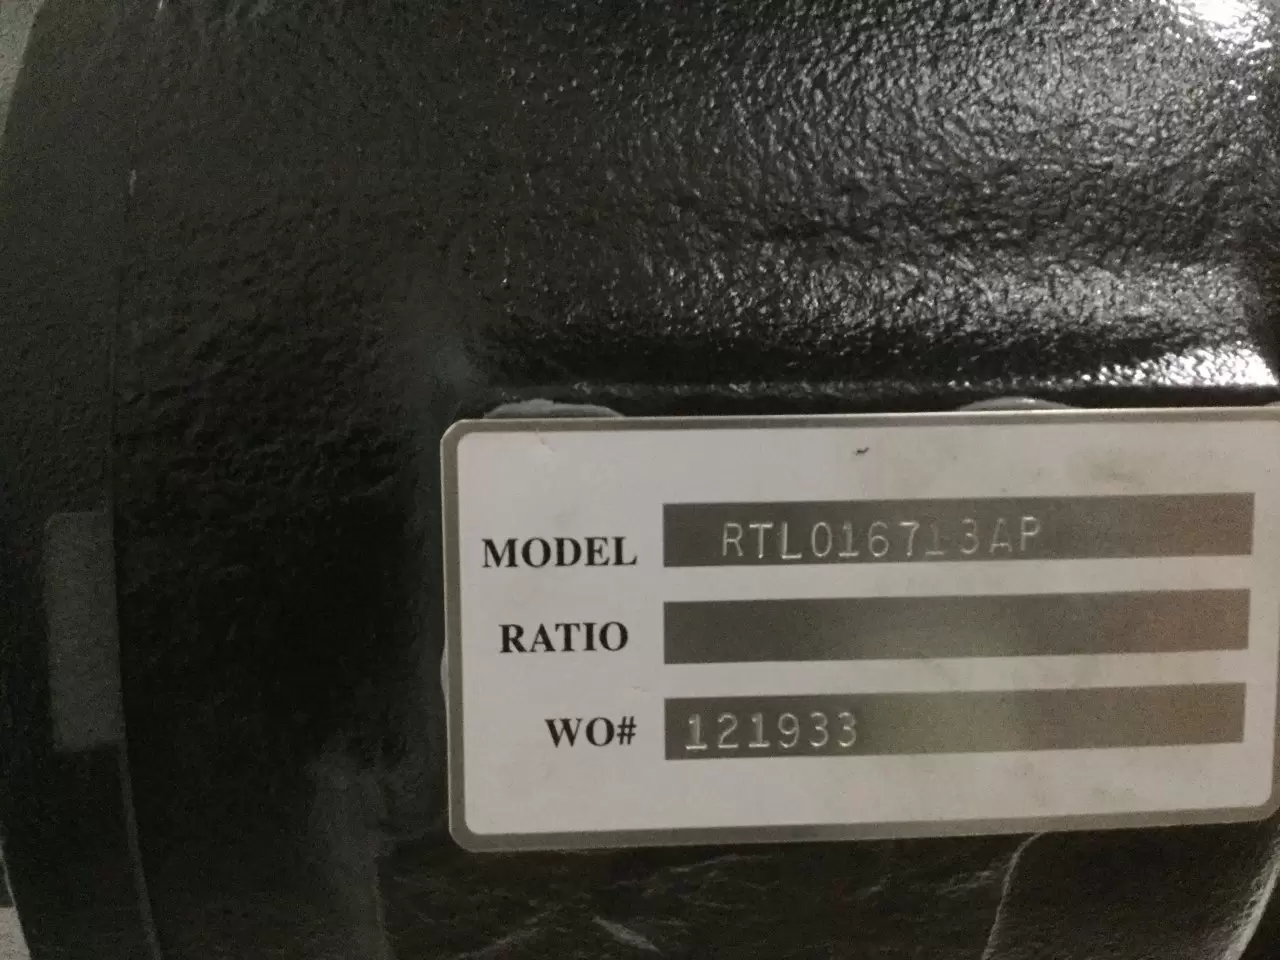 MODEL RTLO16713AP
RATIO
WO# 121933